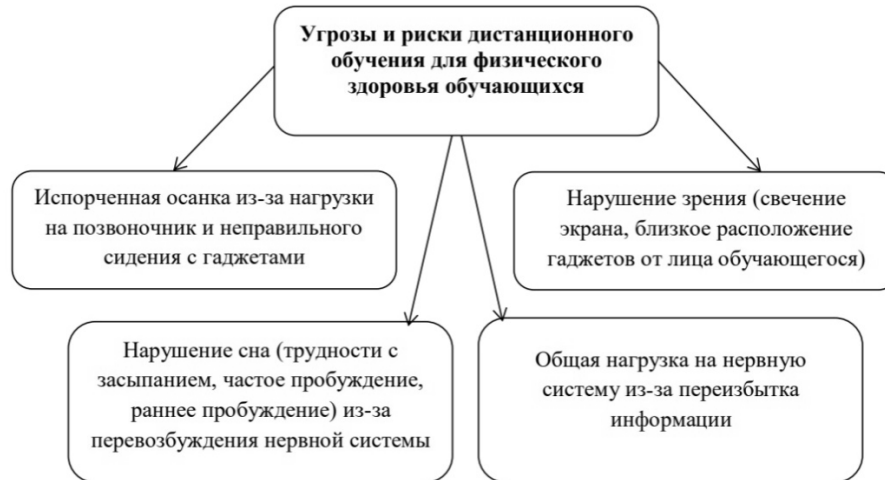 Угрозы и риски дистанционного
обучения для физического
здоровья обучающихся
Испорченная осанка из-за нагрузки
на позвоночник и неправильного
сидения с гаджетами
Нарушение зрения (свечение
экрана, близкое расположение
гаджетов от лица обучающегося)
Нарушение сна (трудности с
засыпанием, частое пробуждение,
раннее пробуждение) из-за
перевозбуждения нервной системы
Общая нагрузка на нервную
систему из-за переизбытка
информации